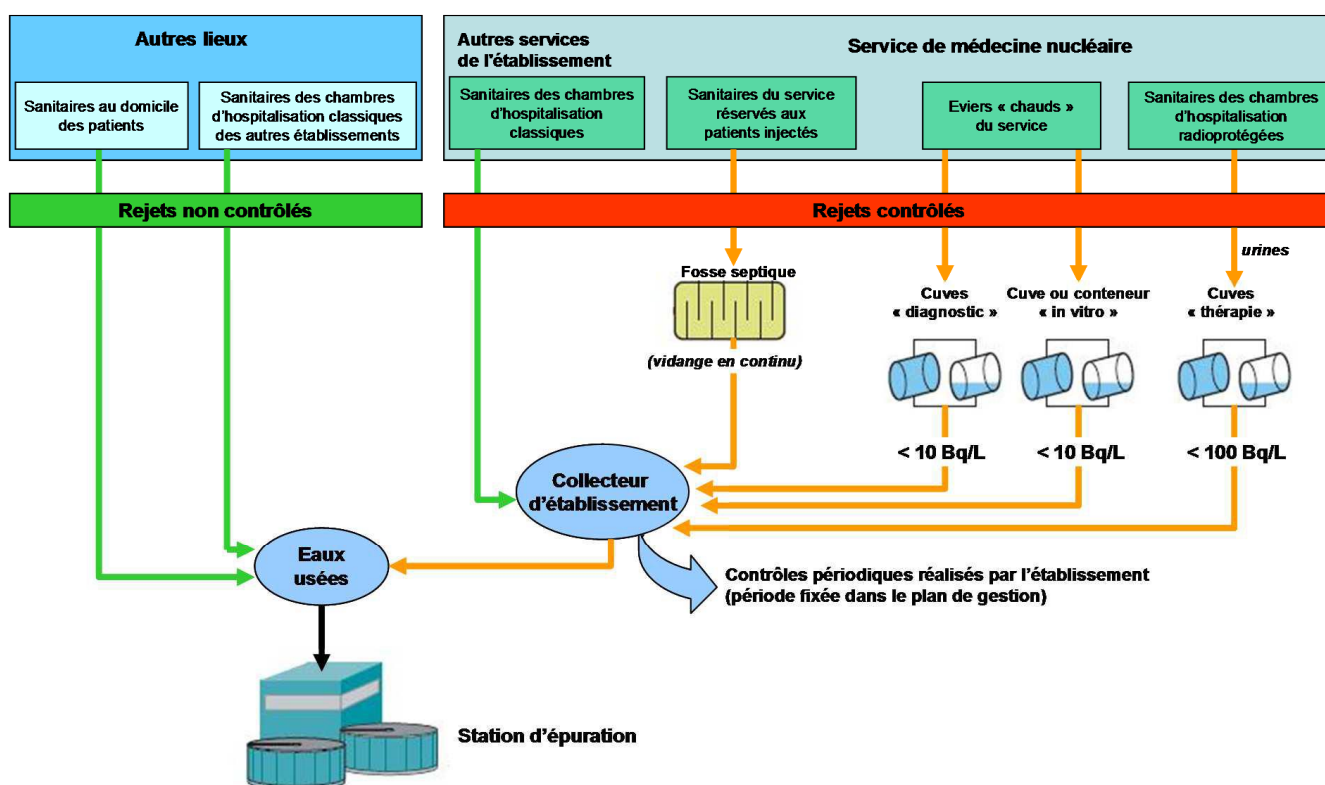 Autres lieux
Sanitaires au domicile
des patients
Sanitaires des chambres
d'hospitalisation classiques
des autres établissements
Autres services
de l'établissement
Service de médecine nucléaire
Sanitaires des chambres
d'hospitalisation
classiques
Sanitaires du service
réservés aux
patients injectés
Eviers « chauds »
du service
Sanitaires des chambres
d'hospitalisation
radioprotégées
Rejets non contrôlés
Rejets contrôlés
urines
Fosse septique
(vidange en continu)
Cuves
« diagnostic »
Cuve ou conteneur
« in vitro »
Cuves
« thérapie »
< 10 Bq/L
< 10 Bq/L
< 100 Bq/L
Collecteur
d'établissement
Eaux
usées
Contrôles périodiques réalisés par l'établissement
(période fixée dans le plan de gestion)
Station d'épuration